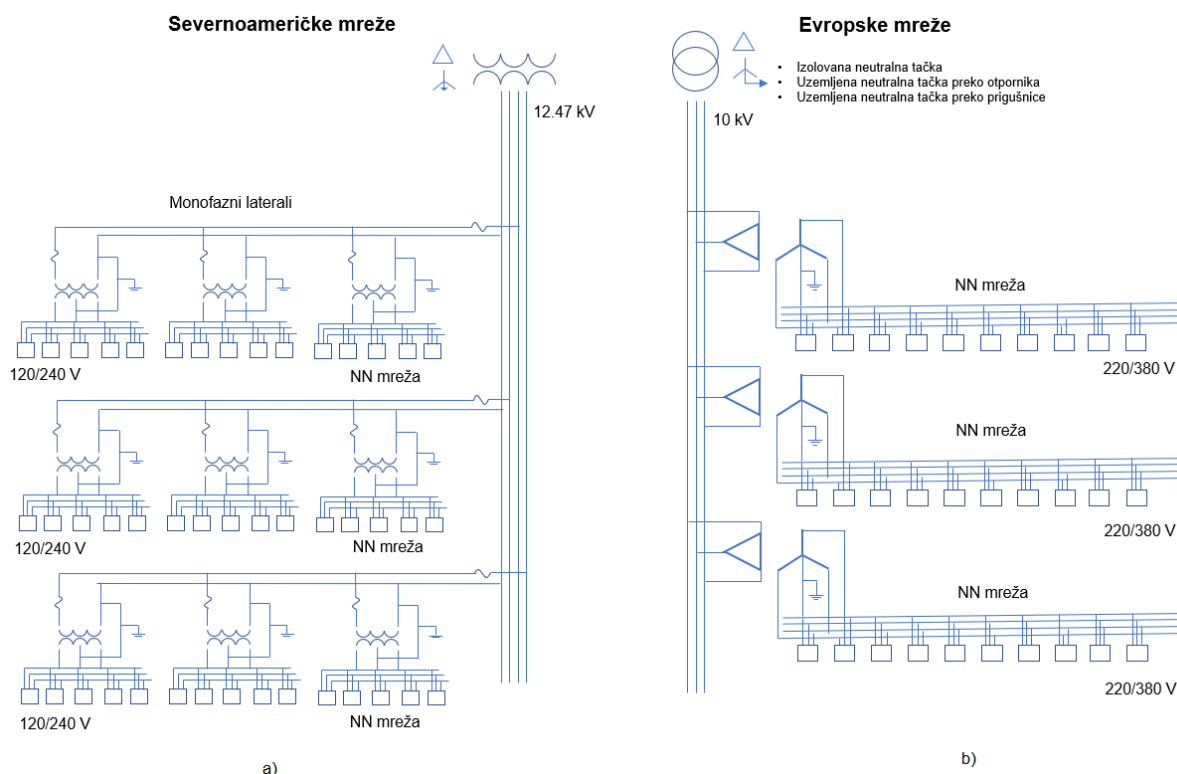 Severnoameričke mreže
12.47 kV
Monofazni laterali
120/240 V
NN mreža
120/240 V
NN mreža
120/240 V
NN mreža
a)
Evropske mreže
• Izolovana neutralna tačka
• Uzemljena neutralna tačka preko otpornika
• Uzemljena neutralna tačka preko prigušnice
10 kV
NN mreža
220/380 V
NN mreža
220/380 V
NN mreža
220/380 V
b)